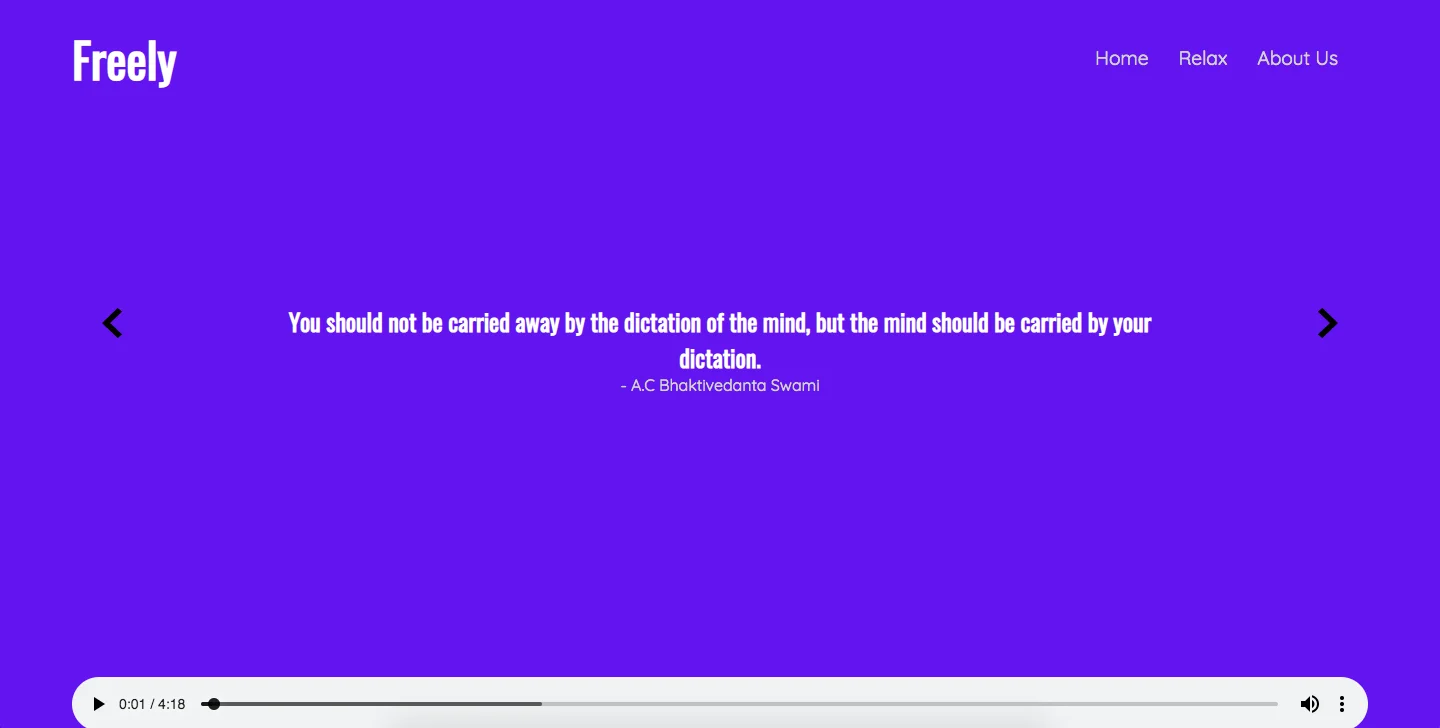 Freely
Home Relax About Us
You should not be carried away by the dictation of the mind, but the mind should be carried by your
dictation.
- A.C Bhaktivedanta Swami
0:01 / 4:18